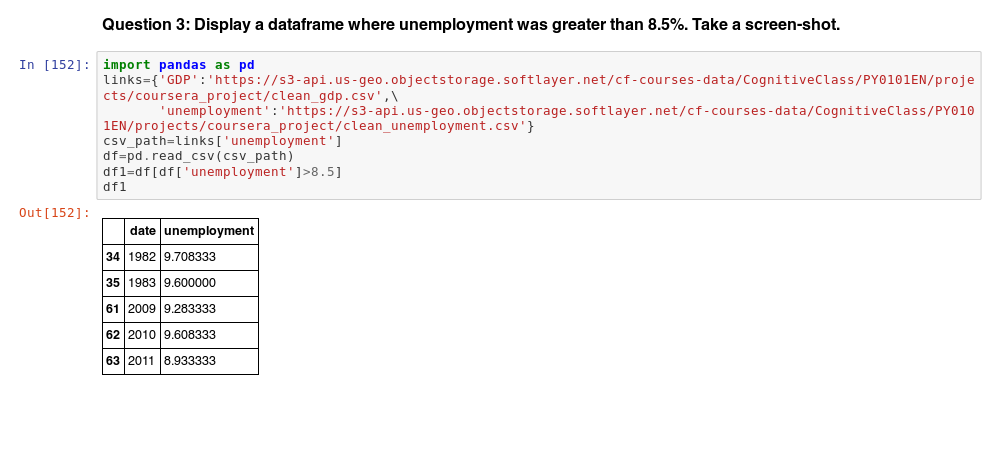 Question 3: Display a dataframe where unemployment was greater than 8.5%. Take a screen-shot.
In [152]: import pandas as pd
links={'GDP':'https://s3-api.us-geo.objectstorage.softlayer.net/cf-courses-data/CognitiveClass/PY0101EN/proje
cts/coursera_project/clean_gdp.csv',\
       'unemployment':'https://s3-api.us-geo.objectstorage.softlayer.net/cf-courses-data/CognitiveClass/PY010
1EN/projects/coursera_project/clean_unemployment.csv'}
csv_path=links['unemployment']
df=pd.read_csv(csv_path)
df1=df[df['unemployment']>8.5]
df1
Out[152]:
date unemployment
34 1982 9.708333
35 1983 9.600000
61 2009 9.283333
62 2010 9.608333
63 2011 8.933333